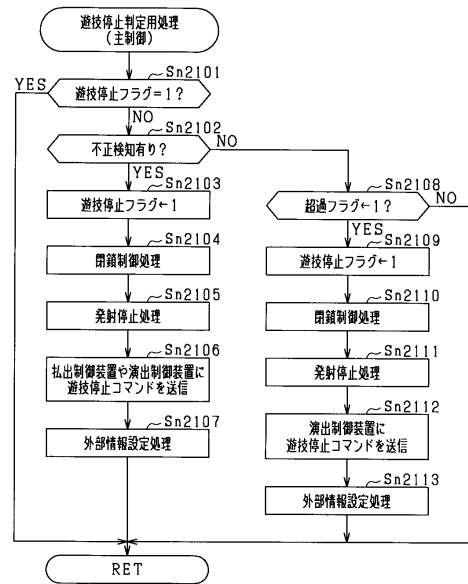 遊技停止判定用処理
(主制御)
Sn2101
YES
遊技停止フラグ=1?
NO
Sn2102
不正検知有り?
NO
YES
Sn2103
遊技停止フラグ←1
Sn2104
閉鎖制御処理
Sn2105
発射停止処理
Sn2106
払出制御装置や演出制御装置に
遊技停止コマンドを送信
Sn2107
外部情報設定処理
Sn2108
NO
超過フラグ←1?
YES
Sn2109
遊技停止フラグ←1
Sn2110
閉鎖制御処理
Sn2111
発射停止処理
Sn2112
演出制御装置に
遊技停止コマンドを送信
Sn2113
外部情報設定処理
RET